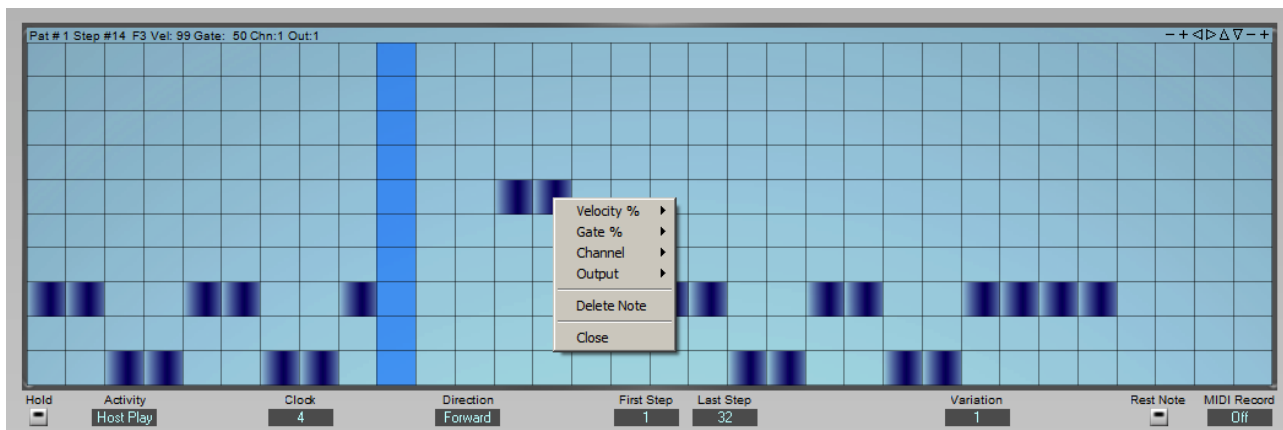 Pat # 1 Step #14 F3 Vel: 99 Gate: 50 Chn:1 Out:1
Velocity %
Gate %
Channel
Output
Delete Note
Close
Hold Activity Clock Direction First Step Last Step Variation Rest Note MIDI Record
Host Play 4 Forward 1 32 1 Off